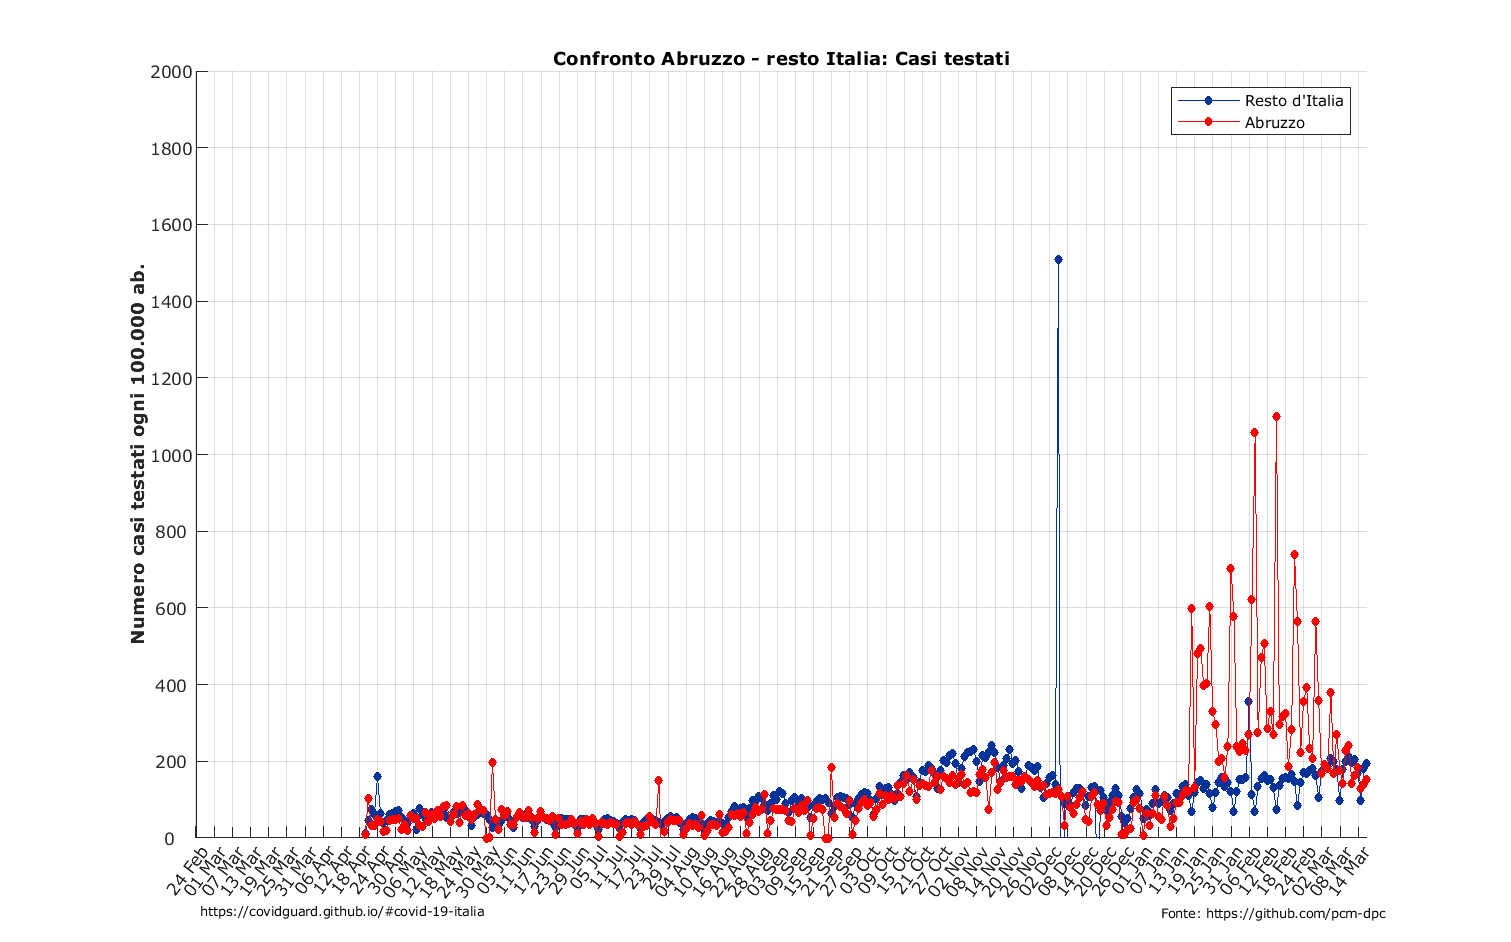 Confronto Abruzzo - resto Italia: Casi testati
Resto d'Italia
Abruzzo
Numero casi testati ogni 100.000 ab.
2000
1800
1600
1400
1200
1000
800
600
400
200
0
24 Feb
01 Mar
07 Mar
13 Mar
19 Mar
25 Mar
31 Mar
06 Apr
12 Apr
18 Apr
24 Apr
30 Apr
06 May
12 May
18 May
24 May
30 May
05 Jun
11 Jun
17 Jun
23 Jun
29 Jun
05 Jul
11 Jul
17 Jul
23 Jul
29 Jul
04 Aug
10 Aug
16 Aug
22 Aug
28 Aug
03 Sep
09 Sep
15 Sep
21 Sep
27 Sep
03 Oct
09 Oct
15 Oct
21 Oct
27 Oct
02 Nov
08 Nov
14 Nov
20 Nov
26 Nov
02 Dec
08 Dec
14 Dec
20 Dec
26 Dec
01 Jan
07 Jan
13 Jan
19 Jan
25 Jan
31 Jan
06 Feb
12 Feb
18 Feb
24 Feb
02 Mar
08 Mar
14 Mar
https://covidguard.github.io/#covid-19-italia
Fonte: https://github.com/pcm-dpc